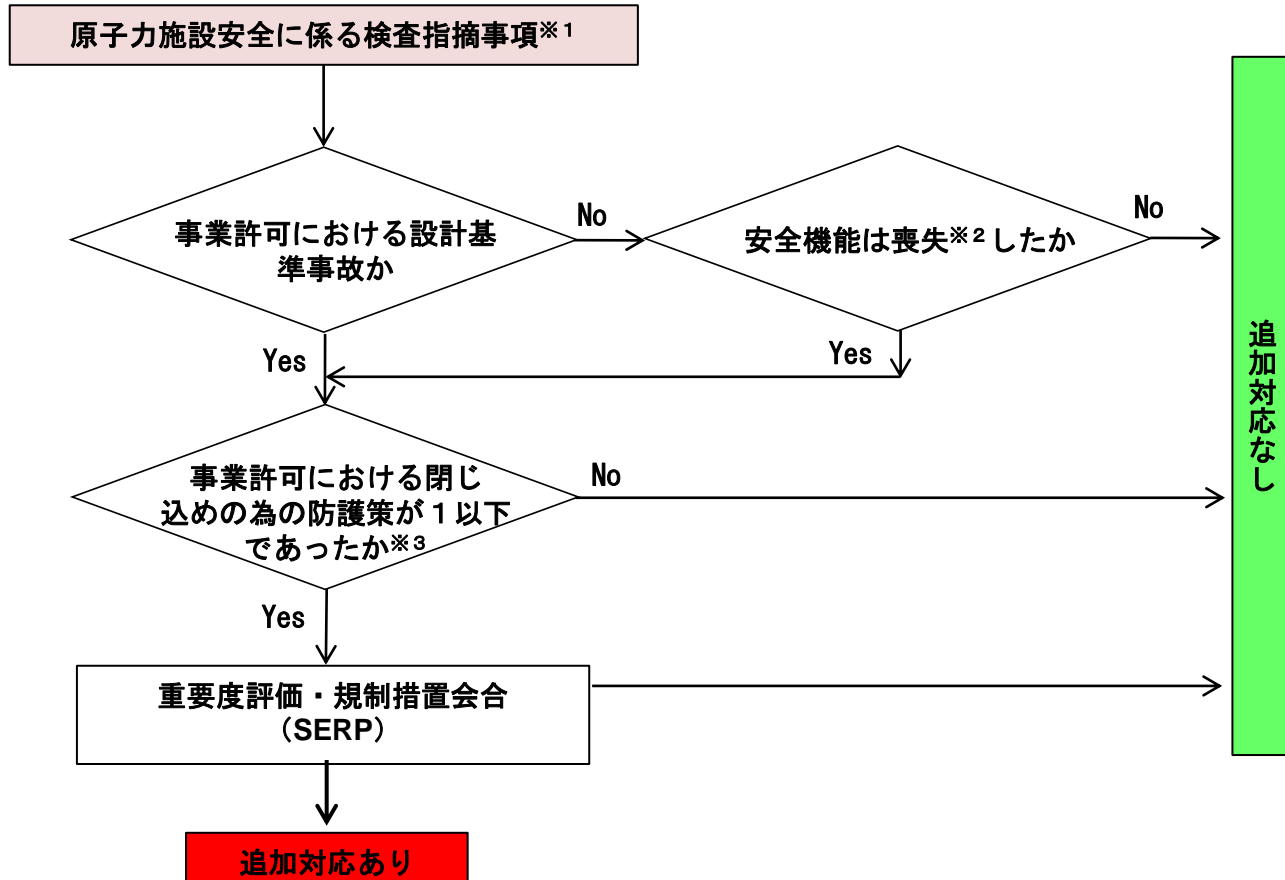 原子力施設安全に係る検査指摘事項※1
事業許可における設計基
準事故か
No
安全機能は喪失※2したか
No
Yes
Yes
事業許可における閉じ
込めの為の防護策が１以下
であったか※3
No
Yes
重要度評価・規制措置会合
（SERP）
追加対応あり
追加対応なし